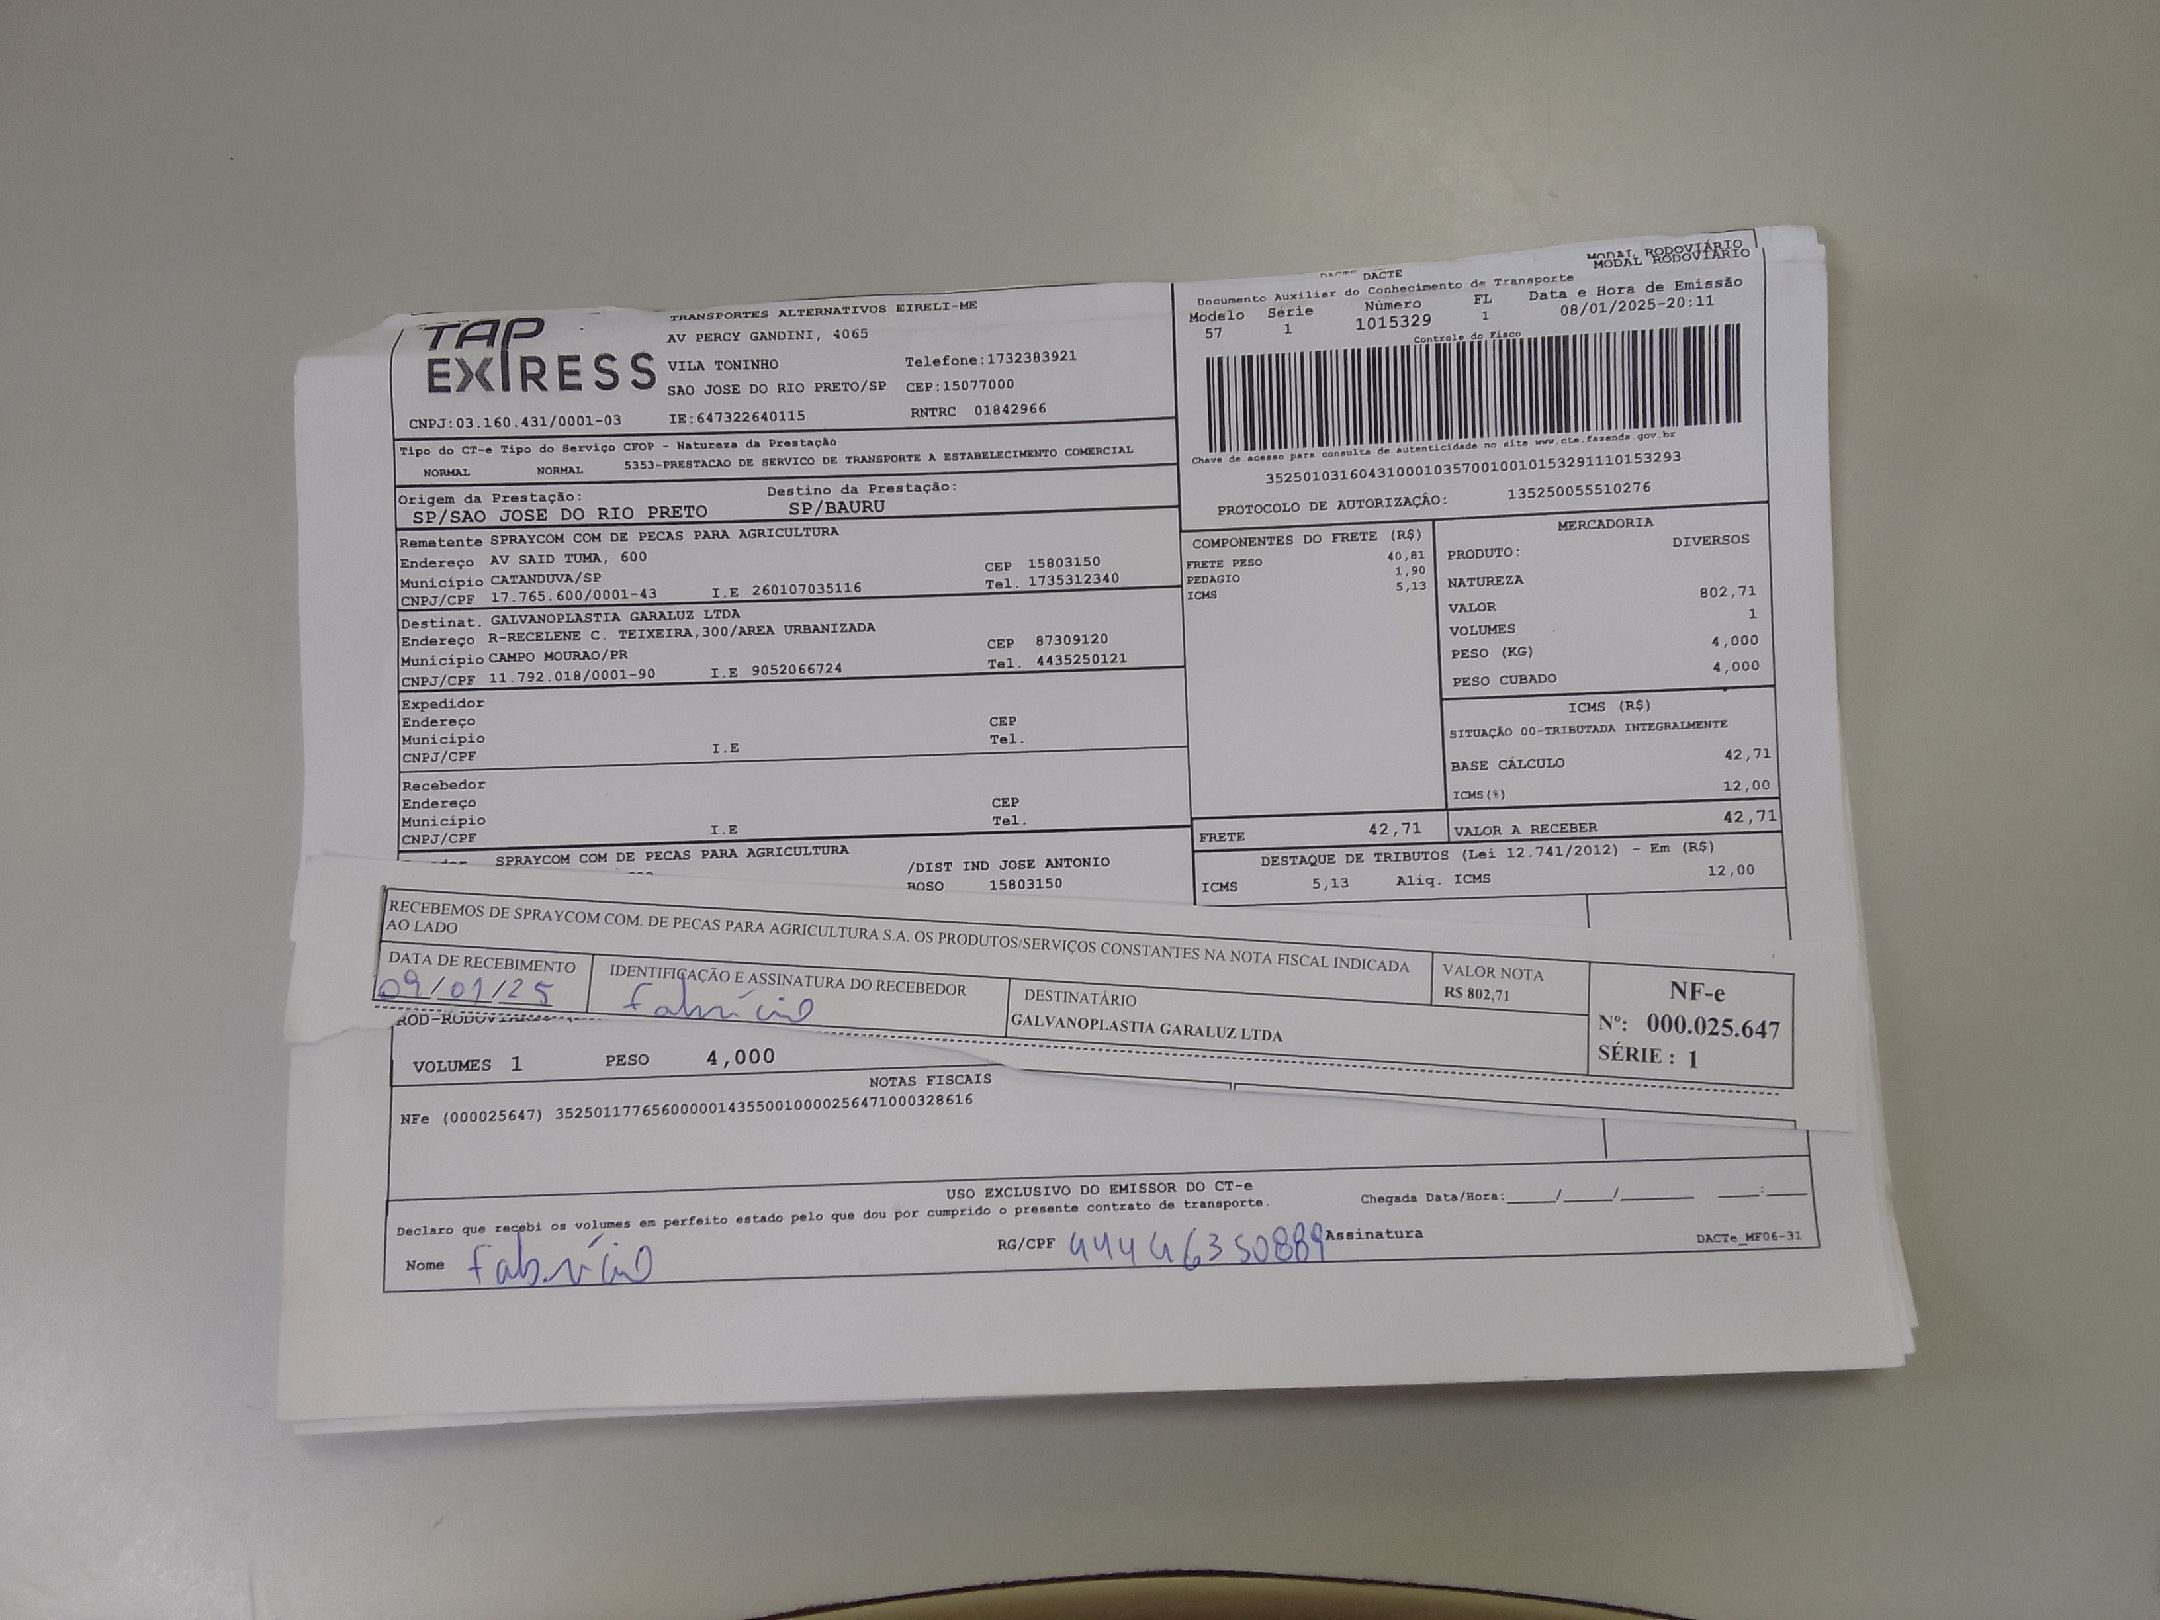 MODAL RODOVIÁRIO
MODAL RODOVIÁRIO
DACTE
Documento Auxiliar do Conhecimento de Transporte
Modelo Série Número FL Data e Hora de Emissão
57 1 1015329 1 08/01/2025-20:11
Controle do Fisco
Chave de acesso para consulta de autenticidade no site www.cte.fazenda.gov.br
35250103160431000103570010010153291110153293
PROTOCOLO DE AUTORIZAÇÃO: 135250055510276
TAP EXPRESS
TRANSPORTES ALTERNATIVOS EIRELI-ME
AV PERCY GANDINI, 4065
VILA TONINHO Telefone:1732383921
SAO JOSE DO RIO PRETO/SP CEP:15077000
CNPJ:03.160.431/0001-03 IE:647322640115 RNTRC 01842966
Tipo do CT-e Tipo do Serviço CFOP - Natureza da Prestação
NORMAL NORMAL 5353-PRESTACAO DE SERVICO DE TRANSPORTE A ESTABELECIMENTO COMERCIAL
Origem da Prestação: Destino da Prestação:
SP/SAO JOSE DO RIO PRETO SP/BAURU
Remetente SPRAYCOM COM DE PECAS PARA AGRICULTURA
Endereço AV SAID TUMA, 600 CEP 15803150
Município CATANDUVA/SP Tel. 1735312340
CNPJ/CPF 17.765.600/0001-43 I.E 260107035116
Destinat. GALVANOPLASTIA GARALUZ LTDA
Endereço R-RECELENE C. TEIXEIRA,300/AREA URBANIZADA CEP 87309120
Município CAMPO MOURAO/PR Tel. 4435250121
CNPJ/CPF 11.792.018/0001-90 I.E 9052066724
Expedidor
Endereço CEP
Município Tel.
CNPJ/CPF I.E
Recebedor
Endereço CEP
Município Tel.
CNPJ/CPF I.E
SPRAYCOM COM DE PECAS PARA AGRICULTURA
/DIST IND JOSE ANTONIO
BOSO 15803150
COMPONENTES DO FRETE (R$)
FRETE PESO 40,81
PEDAGIO 1,90
ICMS 5,13
FRETE 42,71
MERCADORIA
PRODUTO: DIVERSOS
NATUREZA
VALOR 802,71
VOLUMES 1
PESO (KG) 4,000
PESO CUBADO 4,000
ICMS (R$)
SITUAÇÃO 00-TRIBUTADA INTEGRALMENTE
BASE CÁLCULO 42,71
ICMS(%) 12,00
VALOR A RECEBER 42,71
DESTAQUE DE TRIBUTOS (Lei 12.741/2012) - Em (R$)
ICMS 5,13 Aliq. ICMS 12,00
RECEBEMOS DE SPRAYCOM COM. DE PECAS PARA AGRICULTURA S.A. OS PRODUTOS/SERVIÇOS CONSTANTES NA NOTA FISCAL INDICADA
AO LADO
DATA DE RECEBIMENTO IDENTIFICAÇÃO E ASSINATURA DO RECEBEDOR
09/01/25 Fabrício
DESTINATÁRIO
GALVANOPLASTIA GARALUZ LTDA
VALOR NOTA
R$ 802,71
NF-e
Nº: 000.025.647
SÉRIE : 1
VOLUMES 1 PESO 4,000
NOTAS FISCAIS
NFe (000025647) 35250117765600000143550010000256471000328616
USO EXCLUSIVO DO EMISSOR DO CT-e
Declaro que recebi os volumes em perfeito estado pelo que dou por cumprido o presente contrato de transporte.
Chegada Data/Hora:____/____/______ ___:___
Nome Fabrício RG/CPF 44446350889 Assinatura
DACTe_MF06-31